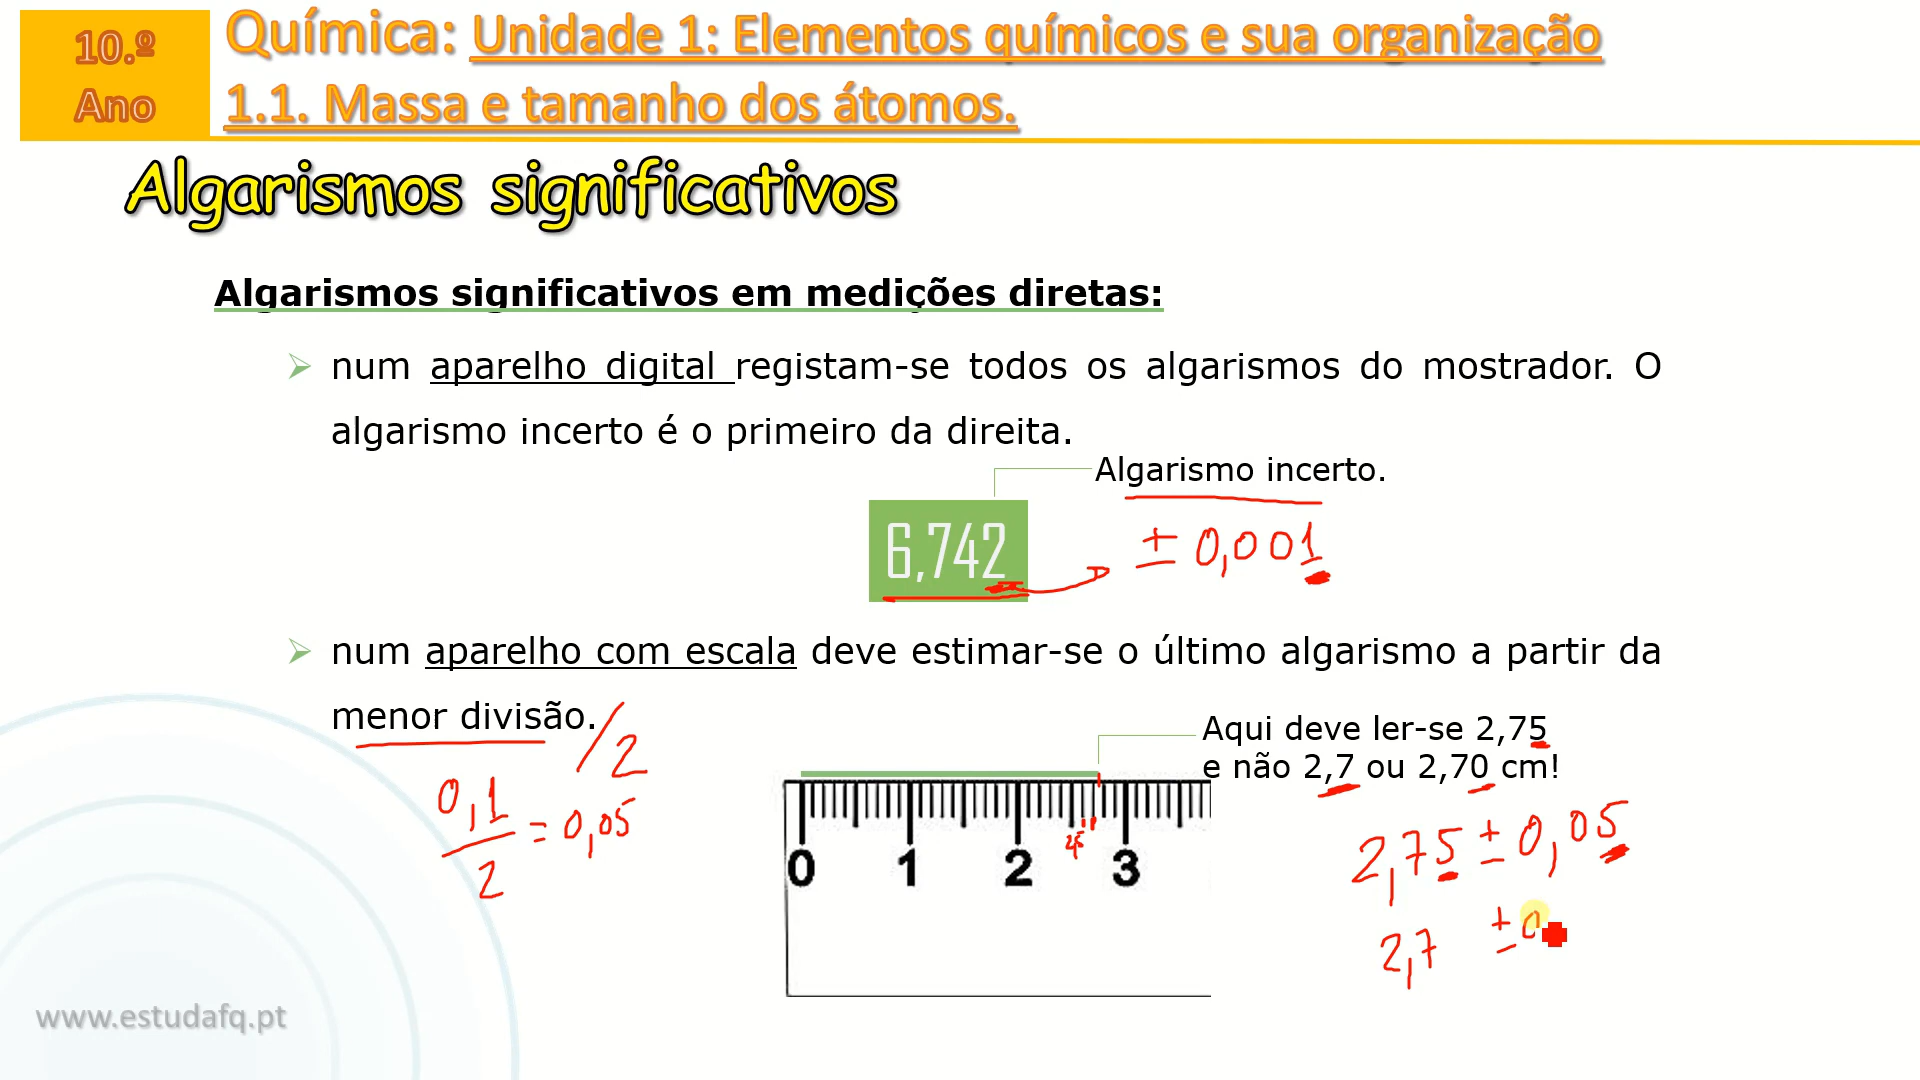 10.º
Ano
Química: Unidade 1: Elementos químicos e sua organização
1.1. Massa e tamanho dos átomos.
Algarismos significativos
Algarismos significativos em medições diretas:
num aparelho digital registam-se todos os algarismos do mostrador. O
algarismo incerto é o primeiro da direita.
Algarismo incerto.
6,742
± 0,001
num aparelho com escala deve estimar-se o último algarismo a partir da
menor divisão.
/2
0,1/2 = 0,05
Aqui deve ler-se 2,75
e não 2,7 ou 2,70 cm!
0 1 2 3
2,75 ± 0,05
2,7 ± 0
www.estudafq.pt